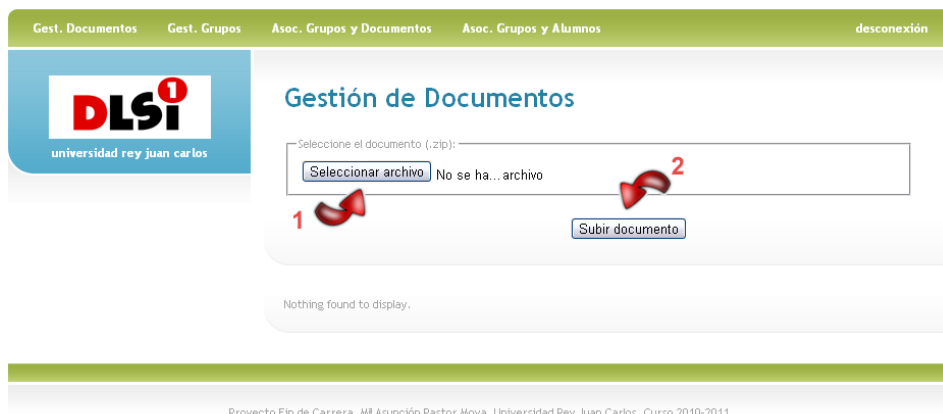 Gest. Documentos Gest. Grupos Asoc. Grupos y Documentos Asoc. Grupos y Alumnos desconexión
DLSi 1
universidad rey juan carlos
Gestión de Documentos
Seleccione el documento (.zip):
Seleccionar archivo No se ha... archivo
1
2
Subir documento
Nothing found to display.
Proyecto Fin de Carrera. Mª Asunción Pastor Moya. Universidad Rey Juan Carlos. Curso 2010-2011